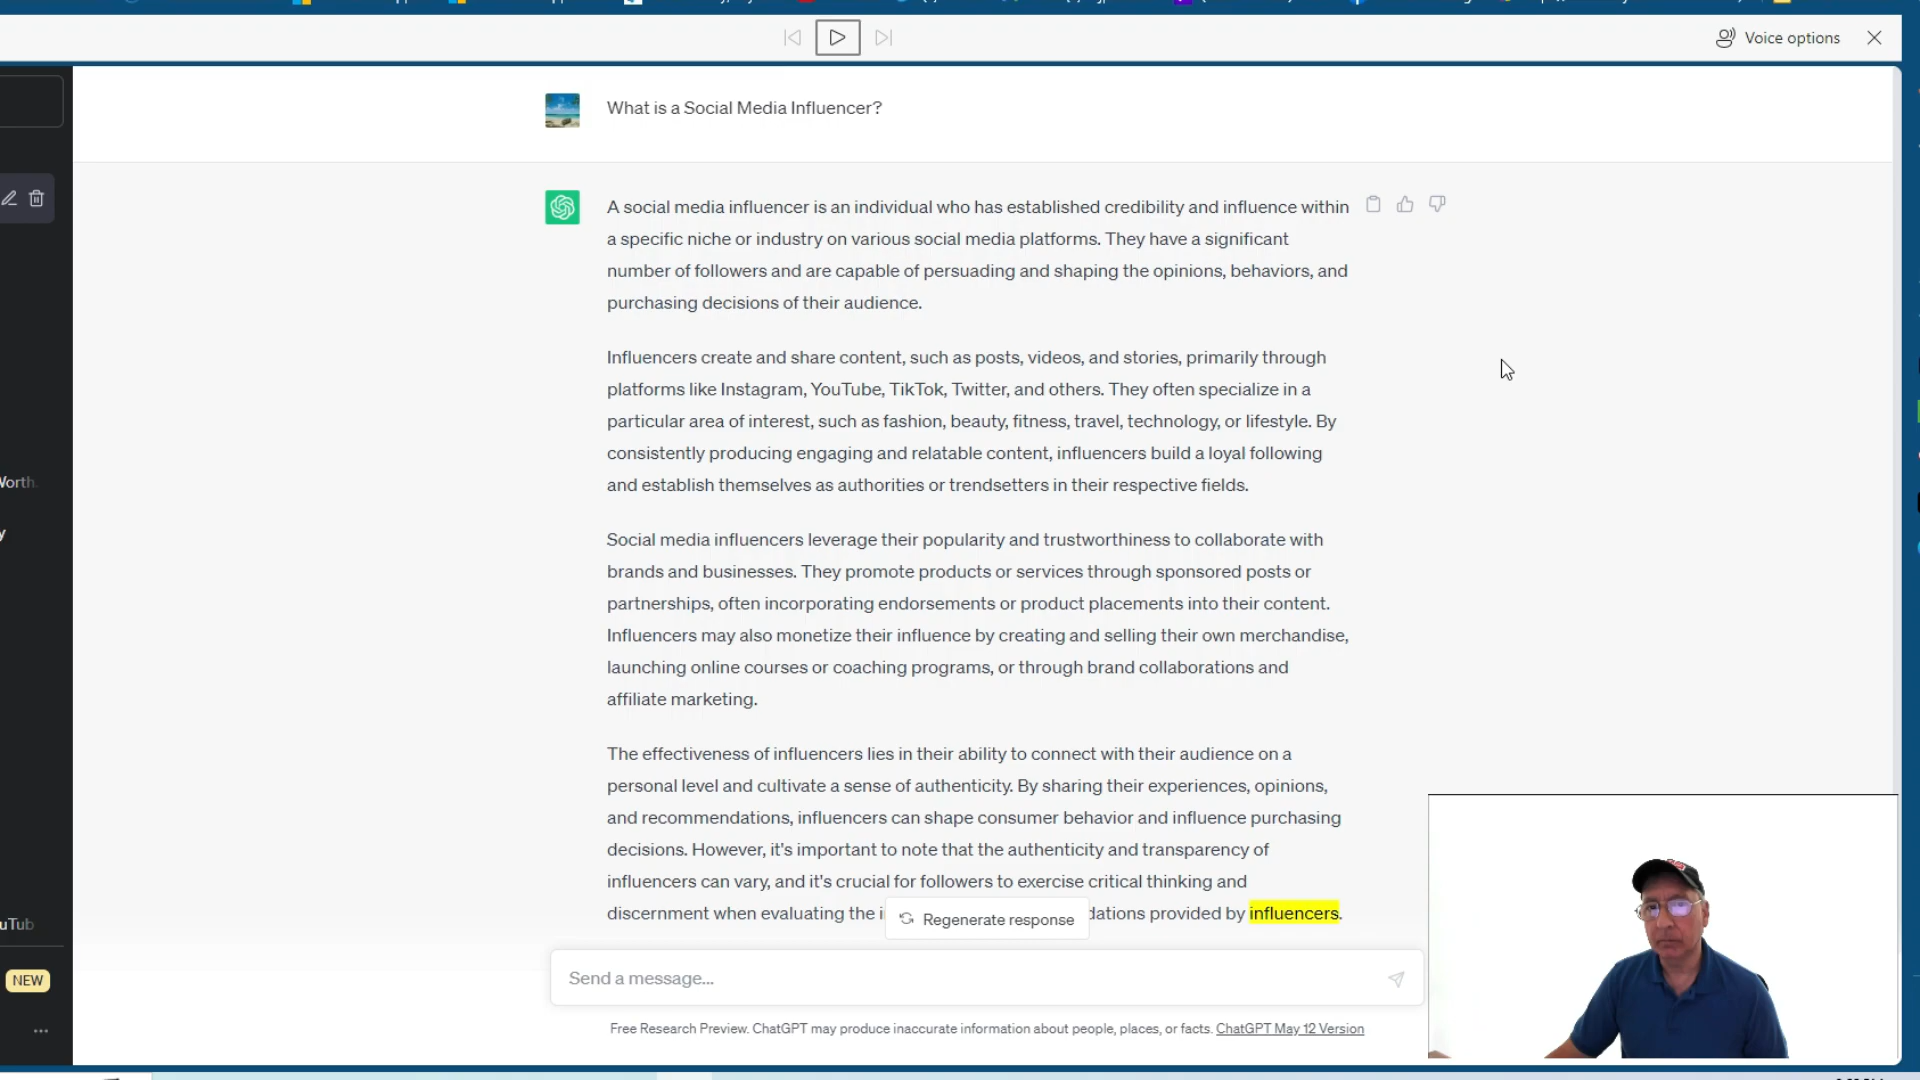 Voice options
What is a Social Media Influencer?
A social media influencer is an individual who has established credibility and influence within
a specific niche or industry on various social media platforms. They have a significant
number of followers and are capable of persuading and shaping the opinions, behaviors, and
purchasing decisions of their audience.
Influencers create and share content, such as posts, videos, and stories, primarily through
platforms like Instagram, YouTube, TikTok, Twitter, and others. They often specialize in a
particular area of interest, such as fashion, beauty, fitness, travel, technology, or lifestyle. By
consistently producing engaging and relatable content, influencers build a loyal following
and establish themselves as authorities or trendsetters in their respective fields.
Social media influencers leverage their popularity and trustworthiness to collaborate with
brands and businesses. They promote products or services through sponsored posts or
partnerships, often incorporating endorsements or product placements into their content.
Influencers may also monetize their influence by creating and selling their own merchandise,
launching online courses or coaching programs, or through brand collaborations and
affiliate marketing.
The effectiveness of influencers lies in their ability to connect with their audience on a
personal level and cultivate a sense of authenticity. By sharing their experiences, opinions,
and recommendations, influencers can shape consumer behavior and influence purchasing
decisions. However, it's important to note that the authenticity and transparency of
influencers can vary, and it's crucial for followers to exercise critical thinking and
discernment when evaluating the dations provided by influencers.
Regenerate response
Send a message...
Free Research Preview. ChatGPT may produce inaccurate information about people, places, or facts. ChatGPT May 12 Version
Worth.
uTub
NEW